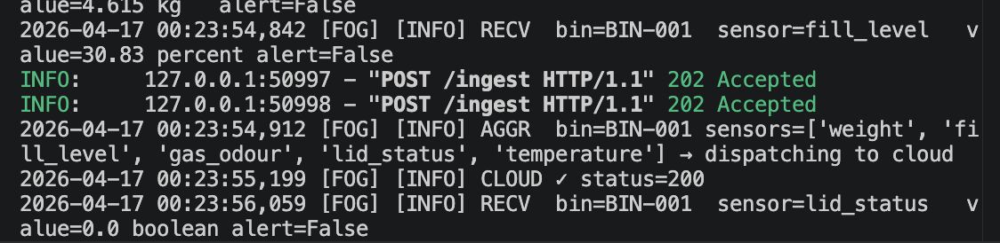 alue=4.615 kg   alert=False
2026-04-17 00:23:54,842 [FOG] [INFO] RECV  bin=BIN-001  sensor=fill_level   v
alue=30.83 percent alert=False
INFO:     127.0.0.1:50997 - "POST /ingest HTTP/1.1" 202 Accepted
INFO:     127.0.0.1:50998 - "POST /ingest HTTP/1.1" 202 Accepted
2026-04-17 00:23:54,912 [FOG] [INFO] AGGR  bin=BIN-001 sensors=['weight', 'fi
ll_level', 'gas_odour', 'lid_status', 'temperature'] → dispatching to cloud
2026-04-17 00:23:55,199 [FOG] [INFO] CLOUD ✓ status=200
2026-04-17 00:23:56,059 [FOG] [INFO] RECV  bin=BIN-001  sensor=lid_status   v
alue=0.0 boolean alert=False